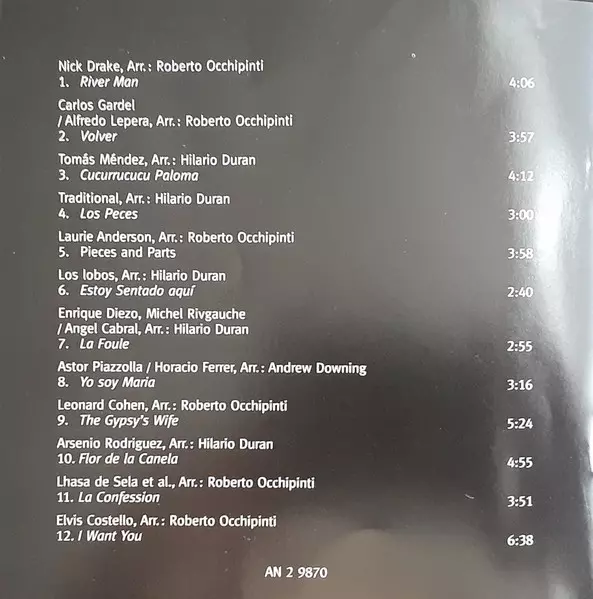 Nick Drake, Arr.: Roberto Occhipinti
1. River Man 4:06
Carlos Gardel
/Alfredo Lepera, Arr.: Roberto Occhipinti
2. Volver 3:57
Tomás Méndez, Arr.: Hilario Duran
3. Cucurrucucu Paloma 4:12
Traditional, Arr.: Hilario Duran
4. Los Peces 3:00
Laurie Anderson, Arr.: Roberto Occhipinti
5. Pieces and Parts 3:58
Los lobos, Arr.: Hilario Duran
6. Estoy Sentado aquí 2:40
Enrique Diezo, Michel Rivgauche
/Angel Cabral, Arr.: Hilario Duran
7. La Foule 2:55
Astor Piazzolla / Horacio Ferrer, Arr.: Andrew Downing
8. Yo soy Maria 3:16
Leonard Cohen, Arr.: Roberto Occhipinti
9. The Gypsy's Wife 5:24
Arsenio Rodriguez, Arr.: Hilario Duran
10. Flor de la Canela 4:55
Lhasa de Sela et al., Arr.: Roberto Occhipinti
11. La Confession 3:51
Elvis Costello, Arr.: Roberto Occhipinti
12. I Want You 6:38
AN 2 9870